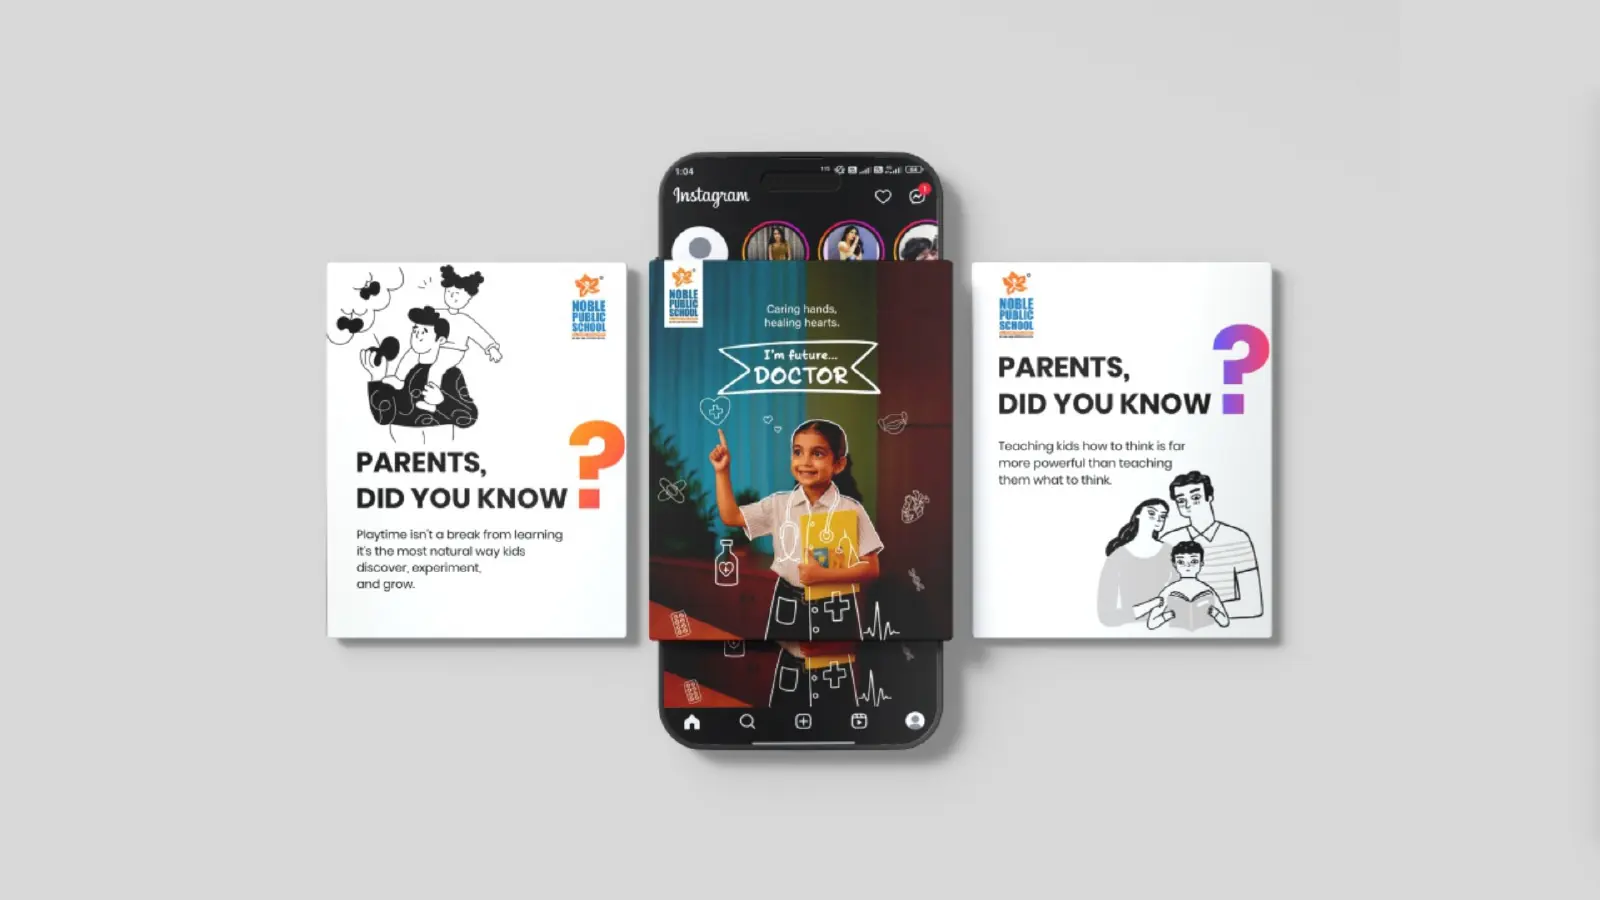 1:04
Instagram
1
NOBLE
PUBLIC
SCHOOL
PARENTS,
DID YOU KNOW
?
Playtime isn't a break from learning
it's the most natural way kids
discover, experiment,
and grow.
NOBLE
PUBLIC
SCHOOL
Caring hands,
healing hearts.
I'm future...
DOCTOR
NOBLE
PUBLIC
SCHOOL
PARENTS,
DID YOU KNOW
?
Teaching kids how to think is far
more powerful than teaching
them what to think.